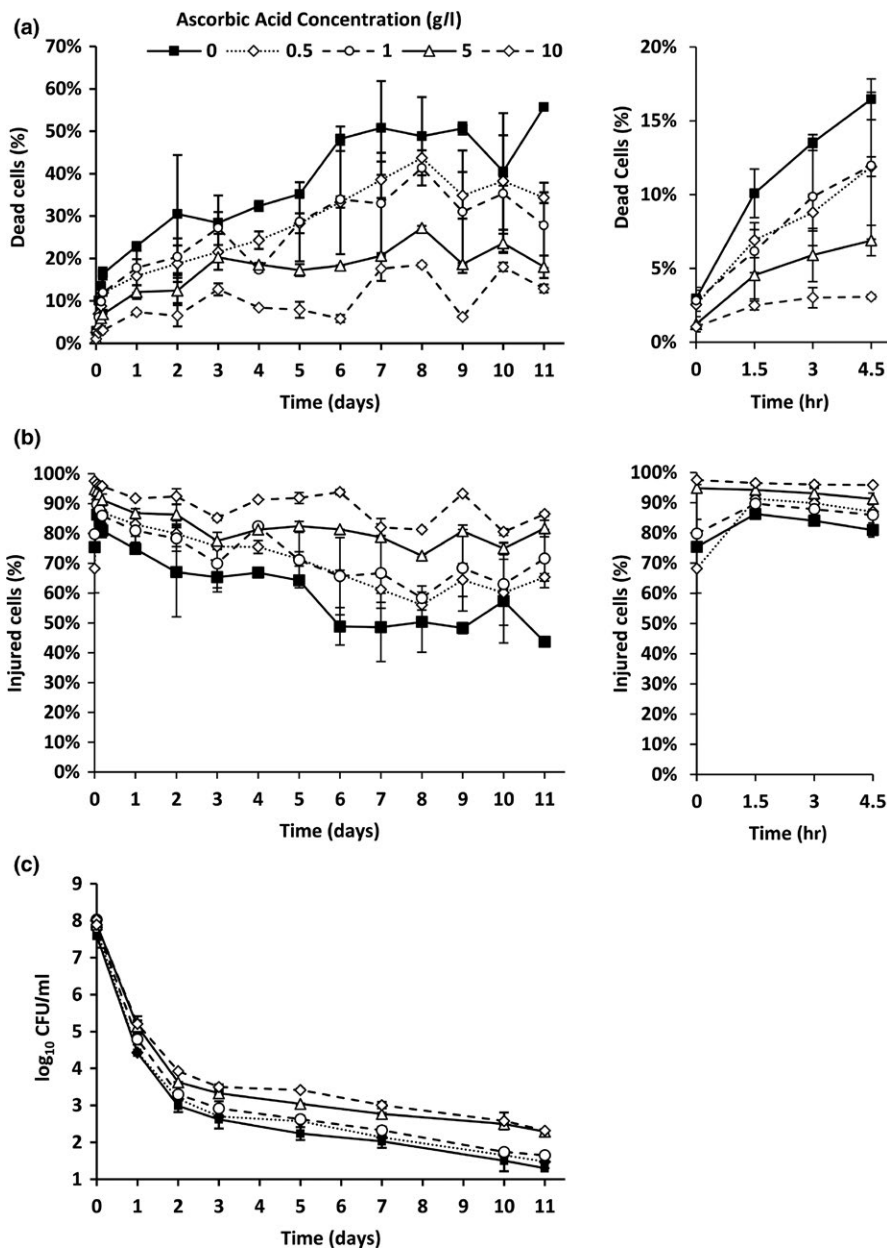 (a)
Ascorbic Acid Concentration (g/l)
0 0.5 1 5 10
70%
60%
50%
40%
30%
20%
10%
0%
Dead cells (%)
0 1 2 3 4 5 6 7 8 9 10 11
Time (days)
20%
15%
10%
5%
0%
Dead Cells (%)
0 1.5 3 4.5
Time (hr)
(b)
100%
90%
80%
70%
60%
50%
40%
30%
20%
10%
0%
Injured cells (%)
0 1 2 3 4 5 6 7 8 9 10 11
Time (days)
100%
90%
80%
70%
60%
50%
40%
30%
20%
10%
0%
Injured cells (%)
0 1.5 3 4.5
Time (hr)
(c)
9
8
7
6
5
4
3
2
1
log₁₀ CFU/ml
0 1 2 3 4 5 6 7 8 9 10 11
Time (days)